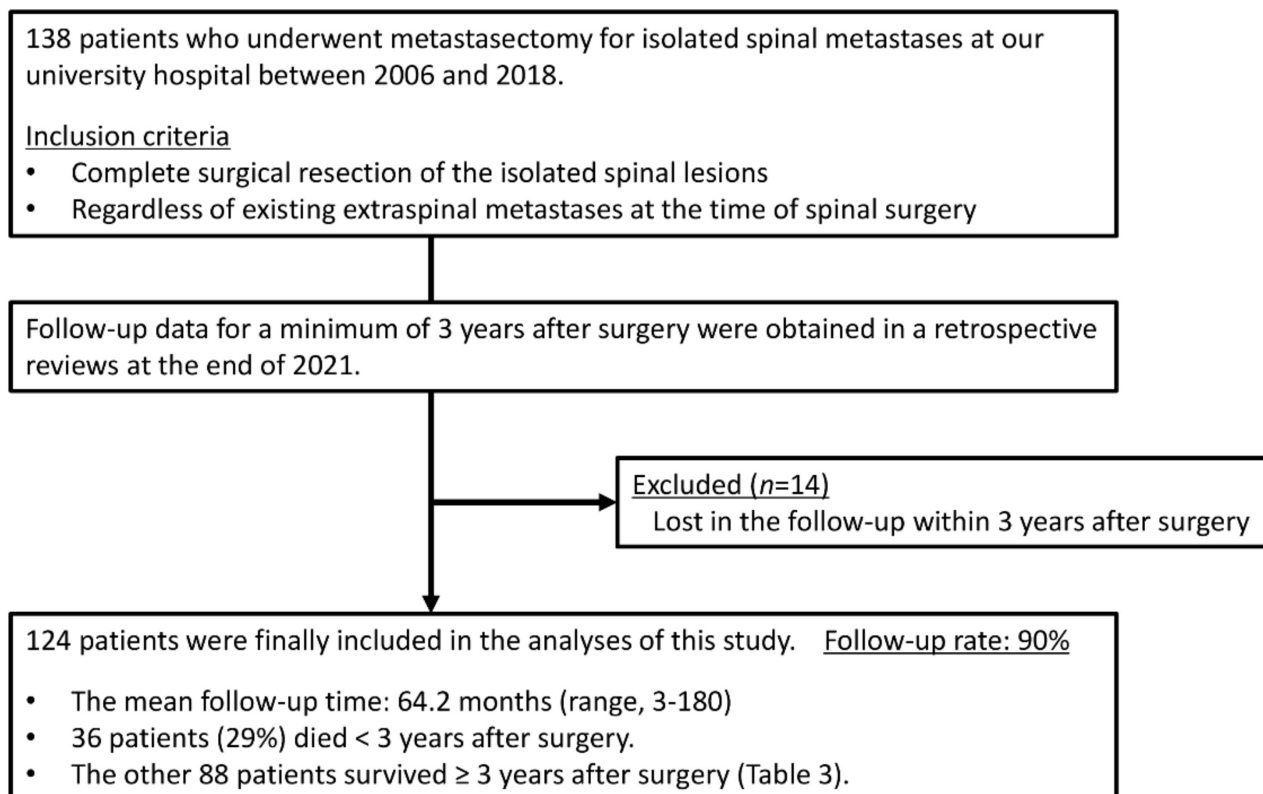 138 patients who underwent metastasectomy for isolated spinal metastases at our
university hospital between 2006 and 2018.
Inclusion criteria
• Complete surgical resection of the isolated spinal lesions
• Regardless of existing extraspinal metastases at the time of spinal surgery
Follow-up data for a minimum of 3 years after surgery were obtained in a retrospective
reviews at the end of 2021.
Excluded (n=14)
Lost in the follow-up within 3 years after surgery
124 patients were finally included in the analyses of this study. Follow-up rate: 90%
• The mean follow-up time: 64.2 months (range, 3-180)
• 36 patients (29%) died < 3 years after surgery.
• The other 88 patients survived ≥ 3 years after surgery (Table 3).